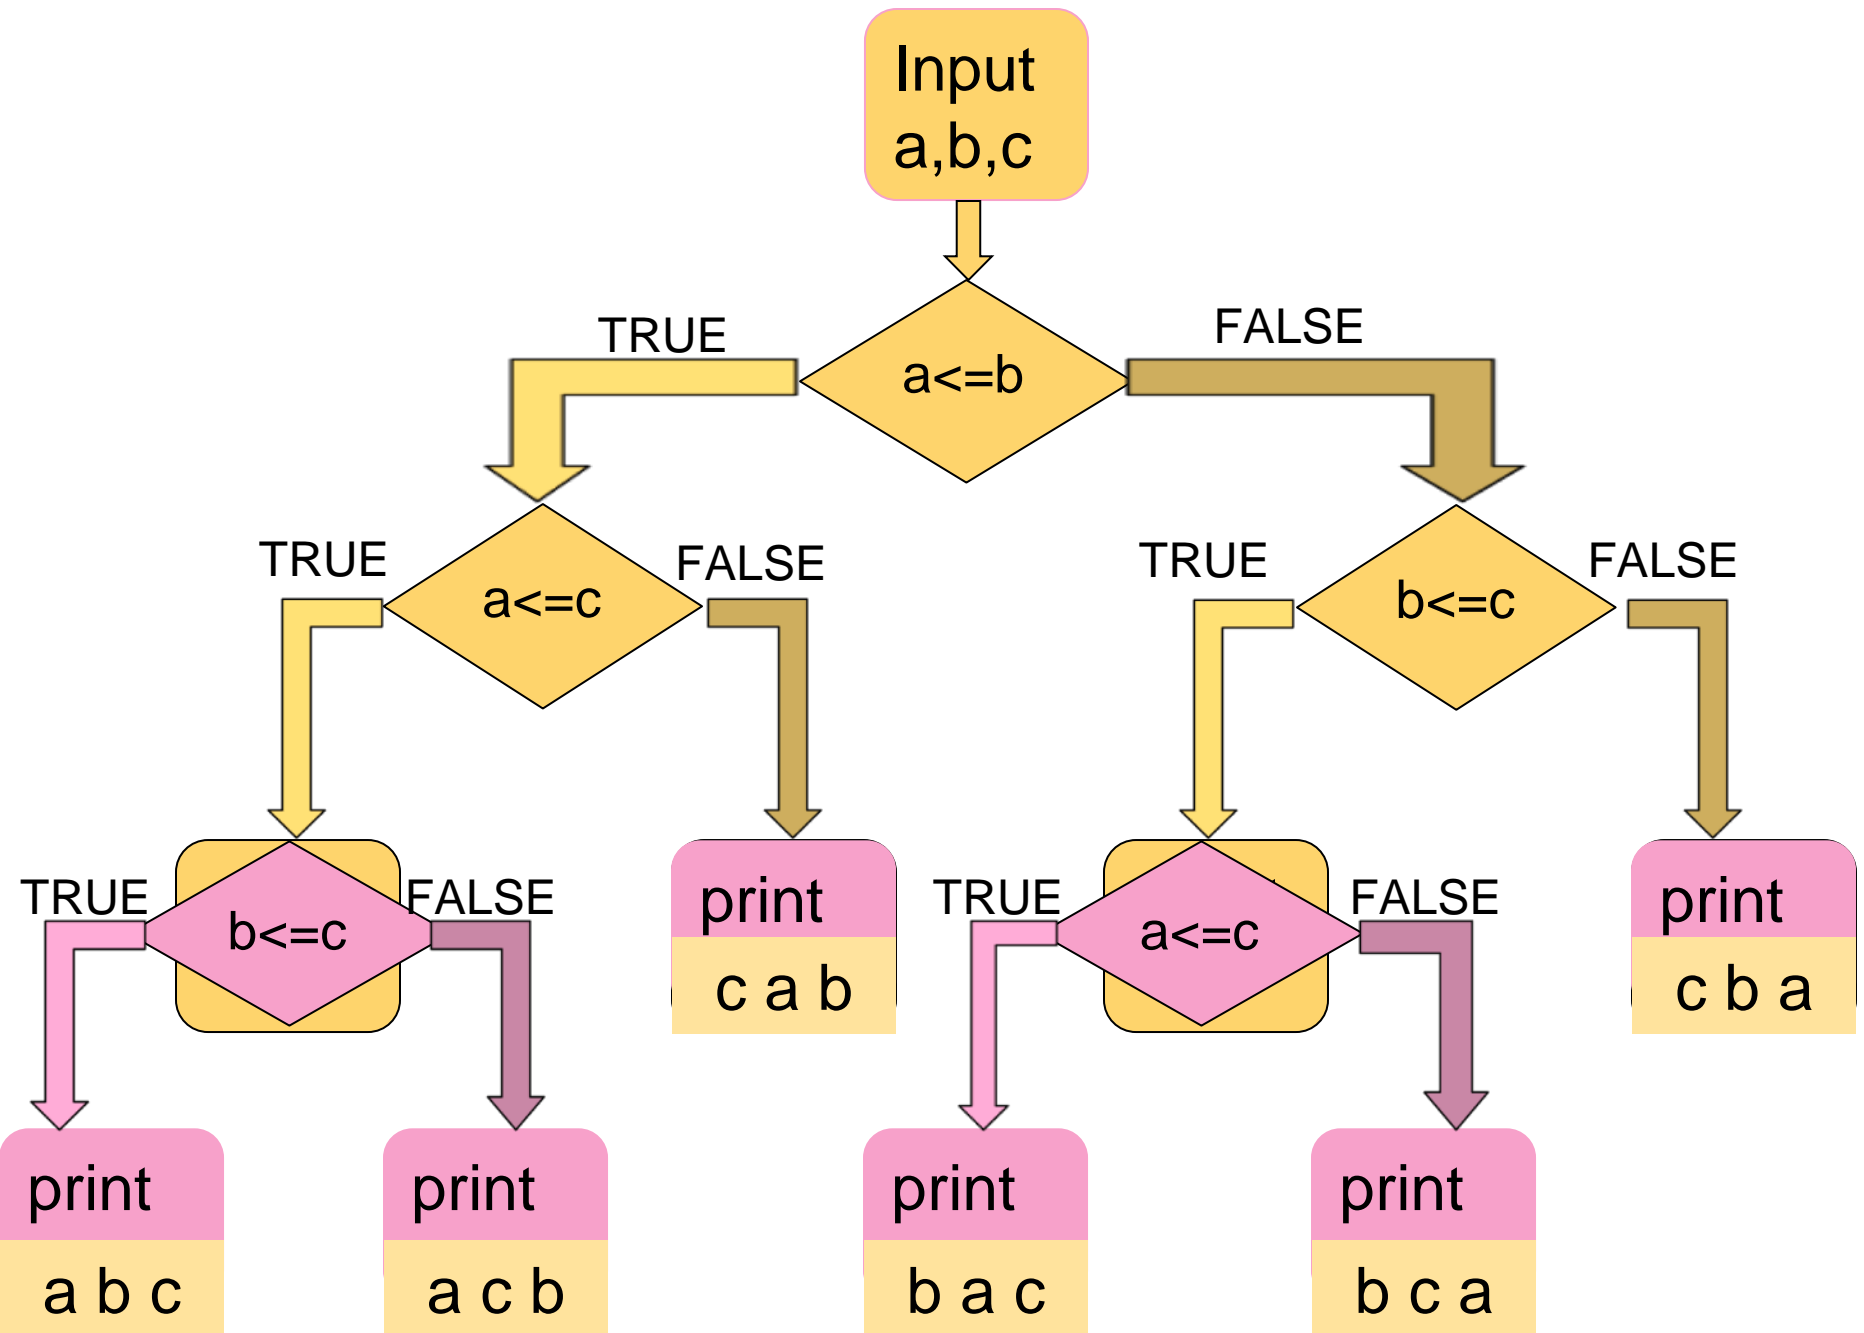 Input
a,b,c
TRUE
FALSE
a<=b
TRUE
FALSE
TRUE
FALSE
a<=c
b<=c
TRUE
FALSE
print
TRUE
FALSE
print
b<=c
a<=c
c a b
c b a
print
print
print
print
a b c
a c b
b a c
b c a